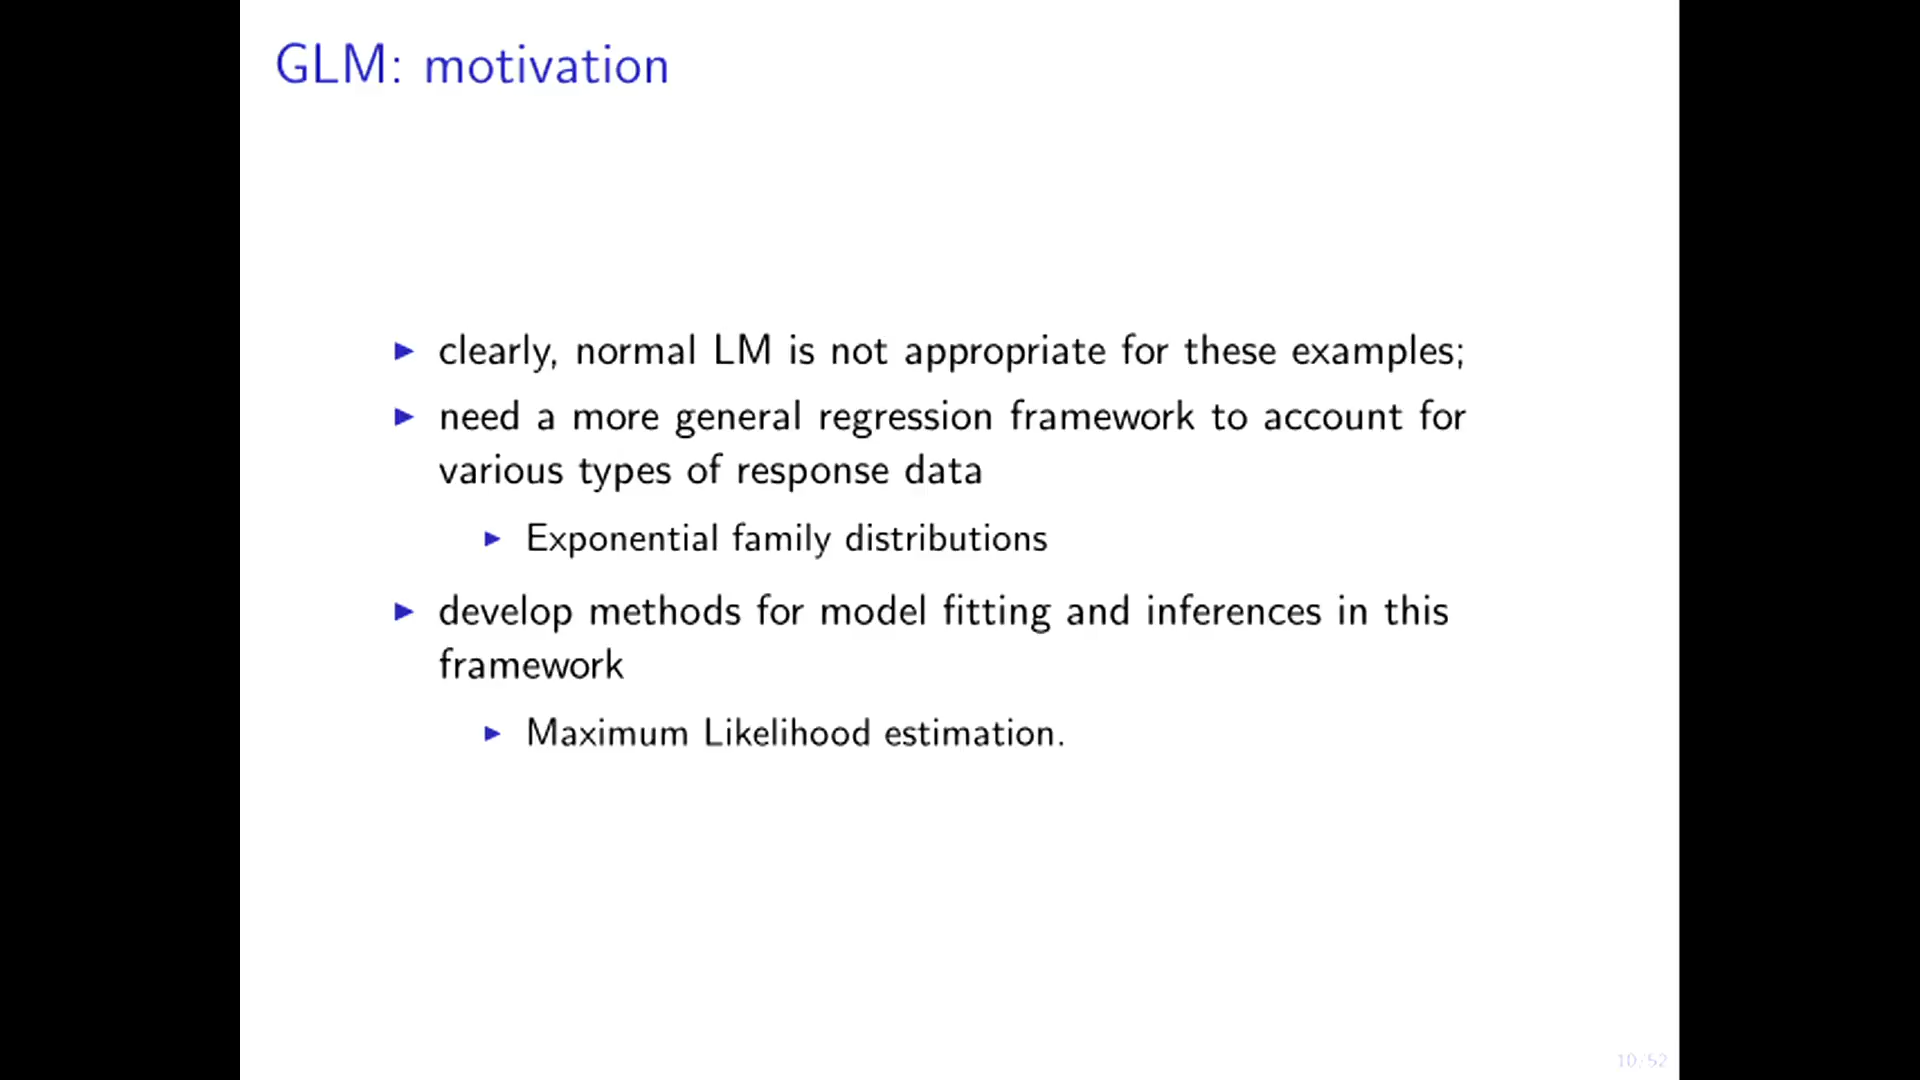 GLM: motivation
clearly, normal LM is not appropriate for these examples;
need a more general regression framework to account for
various types of response data
Exponential family distributions
develop methods for model fitting and inferences in this
framework
Maximum Likelihood estimation.
10/52